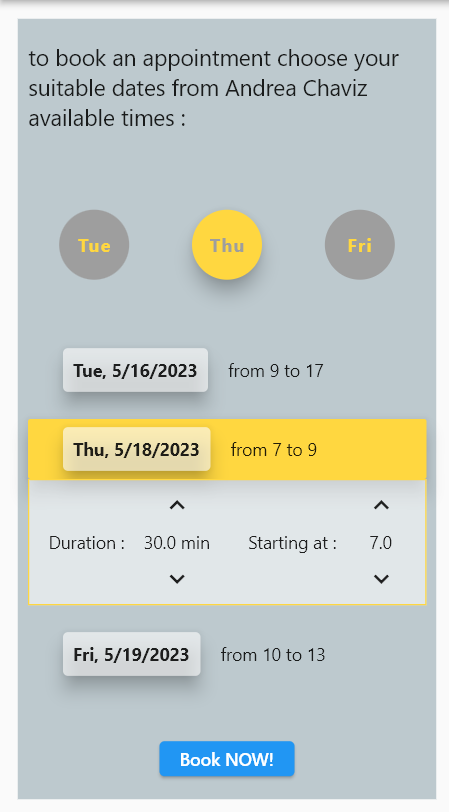 to book an appointment choose your
suitable dates from Andrea Chaviz
available times :
Tue Thu Fri
Tue, 5/16/2023 from 9 to 17
Thu, 5/18/2023 from 7 to 9
Duration : 30.0 min Starting at : 7.0
Fri, 5/19/2023 from 10 to 13
Book NOW!